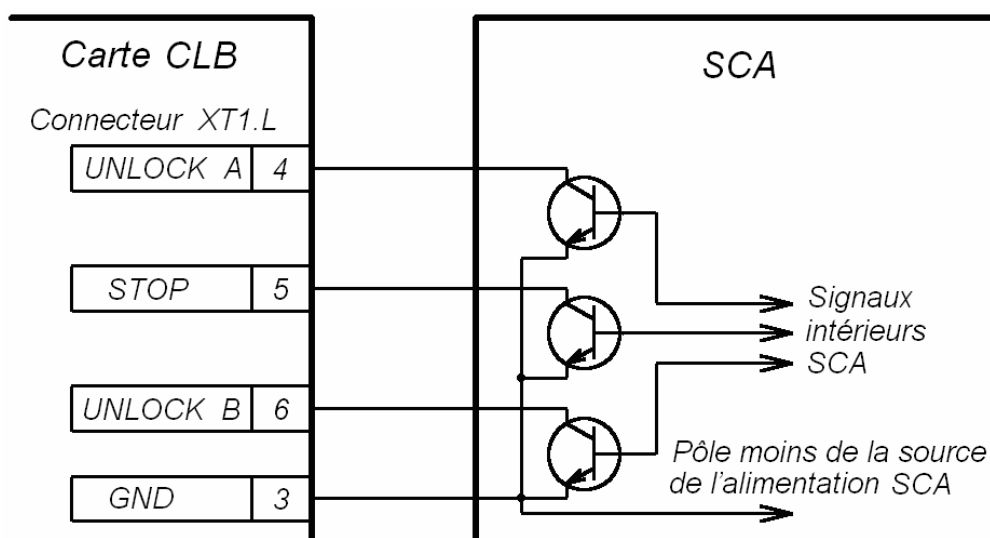 Carte CLB
SCA
Connecteur XT1.L
UNLOCK A 4
STOP 5
Signaux
intérieurs
SCA
UNLOCK B 6
Pôle moins de la source
de l'alimentation SCA
GND 3